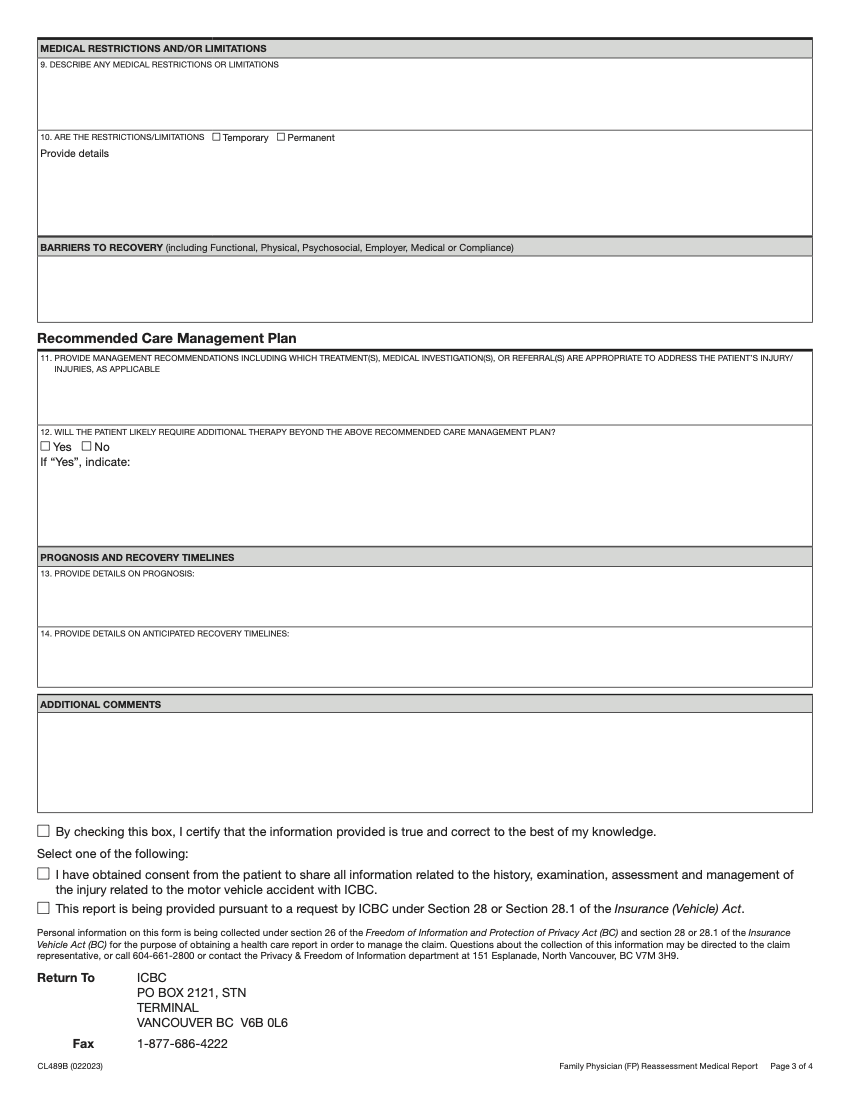 MEDICAL RESTRICTIONS AND/OR LIMITATIONS
9. DESCRIBE ANY MEDICAL RESTRICTIONS OR LIMITATIONS
10. ARE THE RESTRICTIONS/LIMITATIONS ☐ Temporary ☐ Permanent
Provide details
BARRIERS TO RECOVERY (including Functional, Physical, Psychosocial, Employer, Medical or Compliance)
Recommended Care Management Plan
11. PROVIDE MANAGEMENT RECOMMENDATIONS INCLUDING WHICH TREATMENT(S), MEDICAL INVESTIGATION(S), OR REFERRAL(S) ARE APPROPRIATE TO ADDRESS THE PATIENT'S INJURY/
INJURIES, AS APPLICABLE
12. WILL THE PATIENT LIKELY REQUIRE ADDITIONAL THERAPY BEYOND THE ABOVE RECOMMENDED CARE MANAGEMENT PLAN?
☐ Yes ☐ No
If “Yes”, indicate:
PROGNOSIS AND RECOVERY TIMELINES
13. PROVIDE DETAILS ON PROGNOSIS:
14. PROVIDE DETAILS ON ANTICIPATED RECOVERY TIMELINES:
ADDITIONAL COMMENTS
☐ By checking this box, I certify that the information provided is true and correct to the best of my knowledge.
Select one of the following:
☐ I have obtained consent from the patient to share all information related to the history, examination, assessment and management of
the injury related to the motor vehicle accident with ICBC.
☐ This report is being provided pursuant to a request by ICBC under Section 28 or Section 28.1 of the Insurance (Vehicle) Act.
Personal information on this form is being collected under section 26 of the Freedom of Information and Protection of Privacy Act (BC) and section 28 or 28.1 of the Insurance
Vehicle Act (BC) for the purpose of obtaining a health care report in order to manage the claim. Questions about the collection of this information may be directed to the claim
representative, or call 604-661-2800 or contact the Privacy & Freedom of Information department at 151 Esplanade, North Vancouver, BC V7M 3H9.
Return To ICBC
PO BOX 2121, STN
TERMINAL
VANCOUVER BC V6B 0L6
Fax 1-877-686-4222
CL489B (022023) Family Physician (FP) Reassessment Medical Report Page 3 of 4